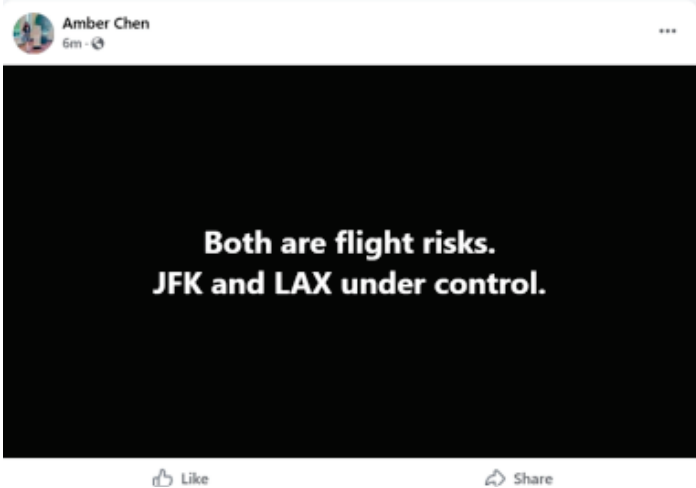 Amber Chen
6m ·
Both are flight risks.
JFK and LAX under control.
Like
Share